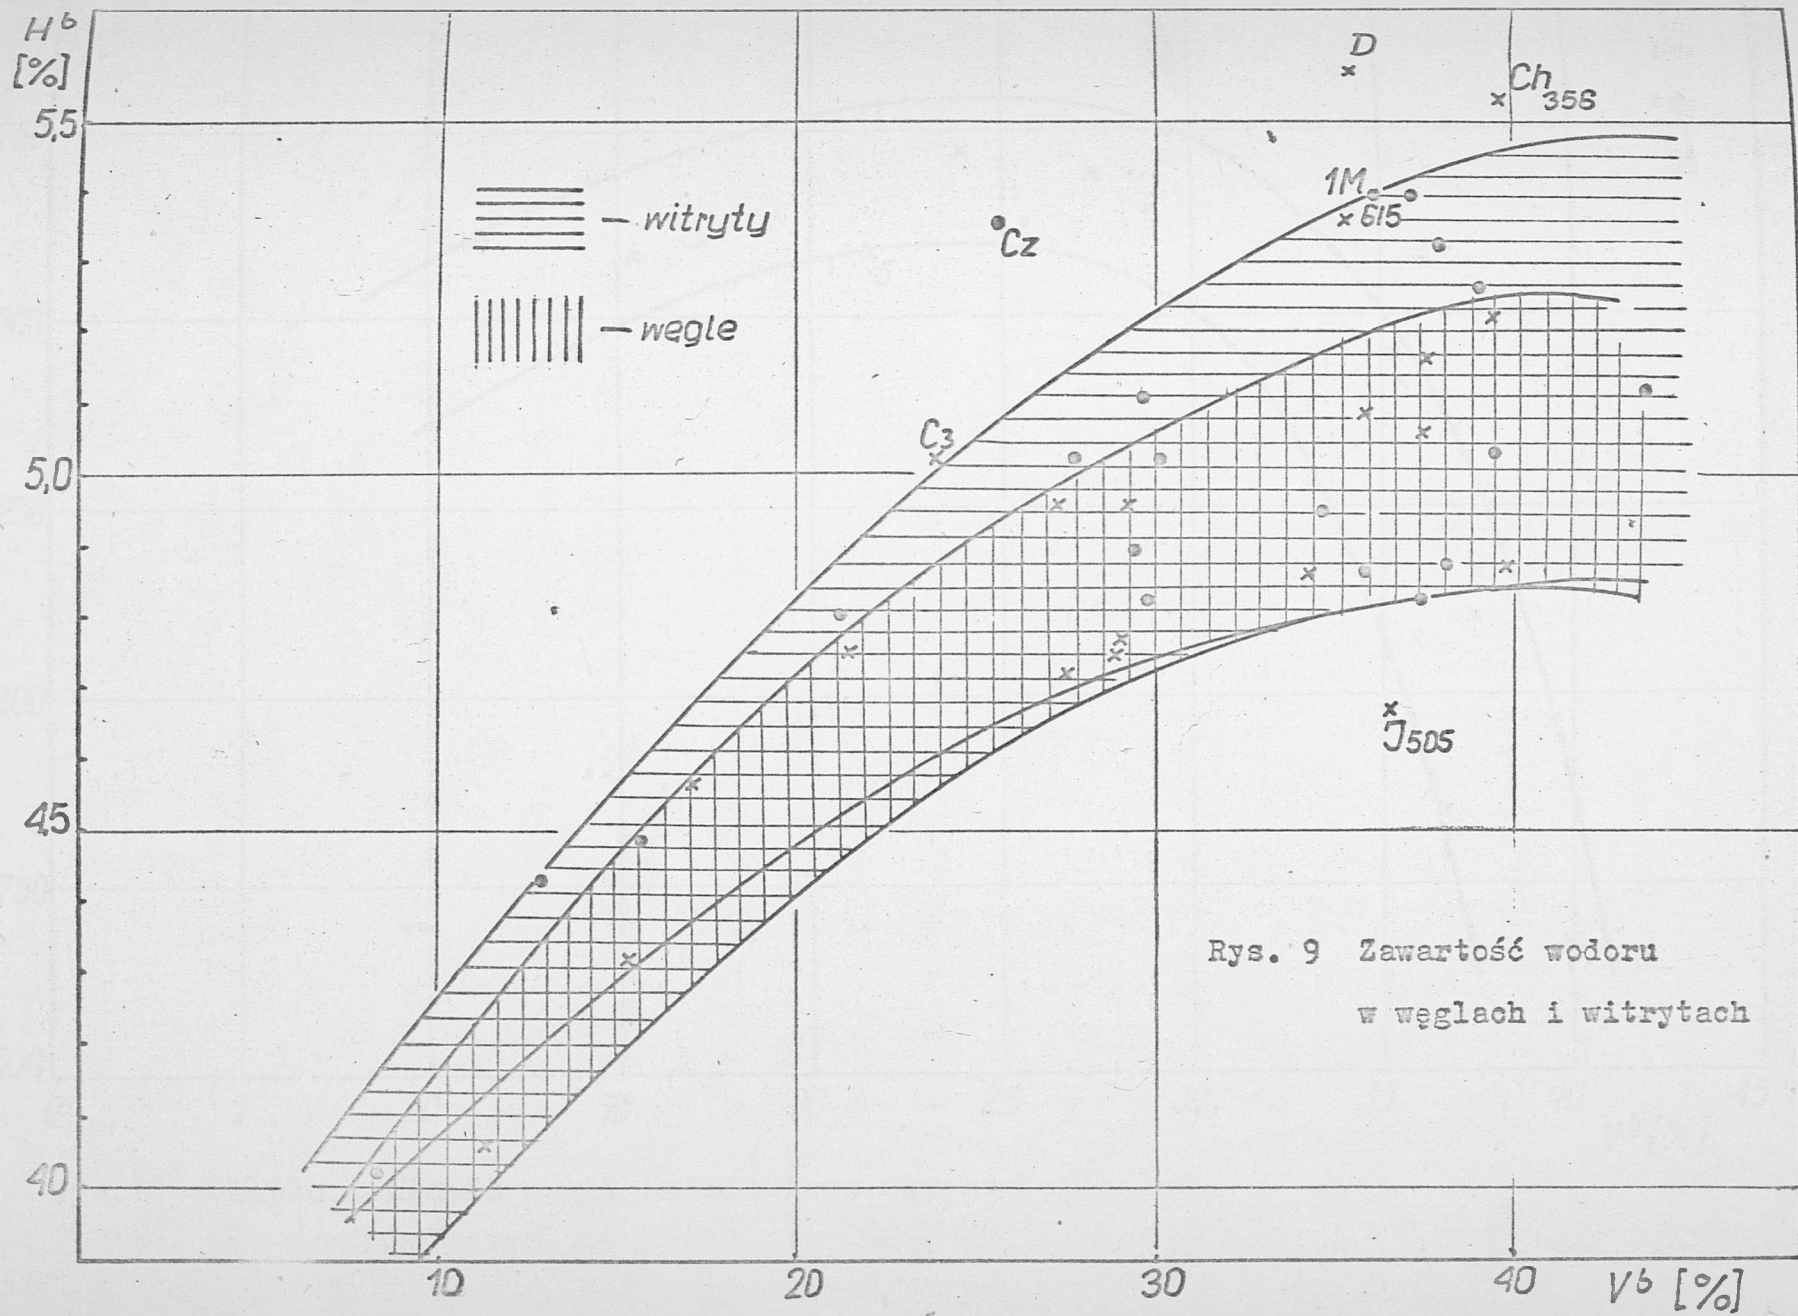 H^b
[%]
5,5
5,0
4,5
4,0
10
20
30
40
V^b [%]
— witryty
— węgle
D
Ch 356
1M
615
Cz
C3
J505
Rys. 9 Zawartość wodoru
w węglach i witrytach